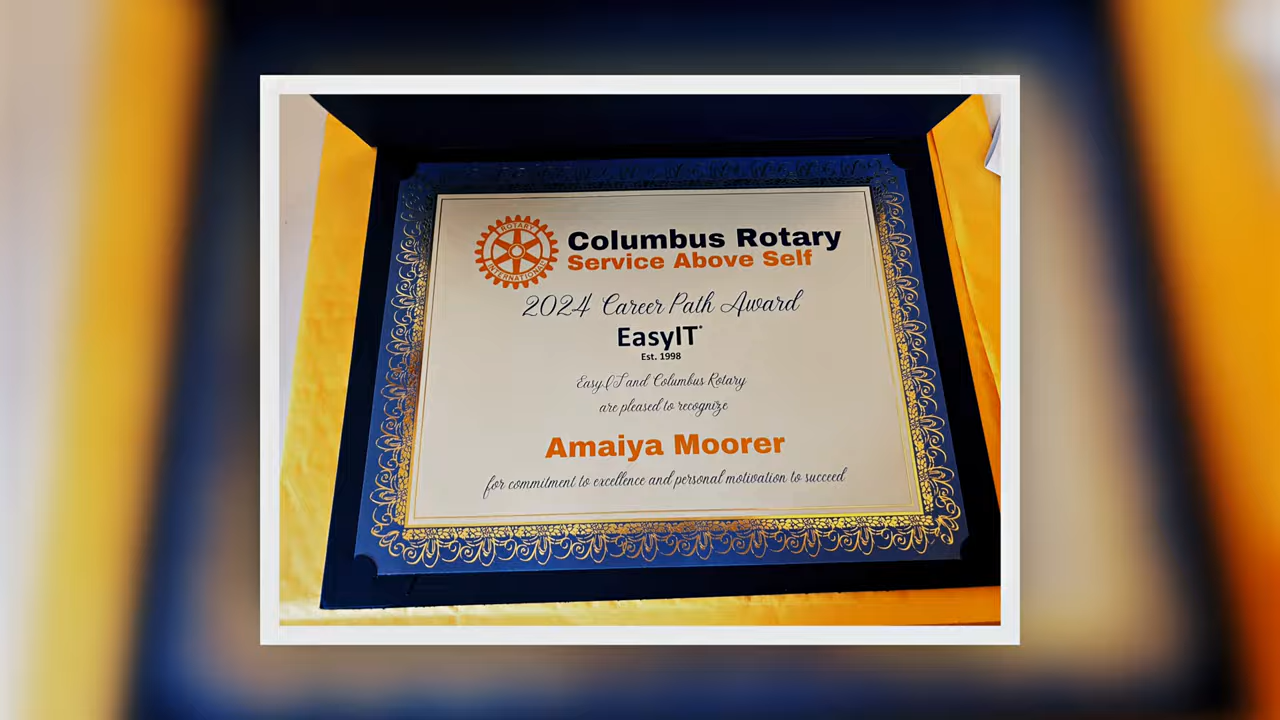 ROTARY
INTERNATIONAL
Columbus Rotary
Service Above Self
2024 Career Path Award
EasyIT
Est. 1998
EasyIT and Columbus Rotary
are pleased to recognize
Amaiya Moorer
for commitment to excellence and personal motivation to succeed